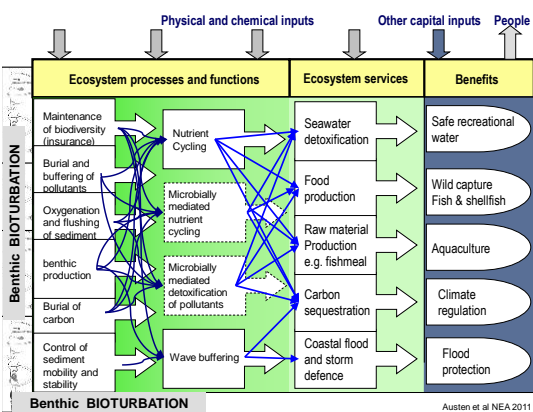 Physical and chemical inputs
Other capital inputs
People
Ecosystem processes and functions
Ecosystem services
Benefits
Benthic BIOTURBATION
Maintenance
of biodiversity
(insurance)
Burial and
buffering of
pollutants
Oxygenation
and flushing
of sediment
benthic
production
Burial of
carbon
Control of
sediment
mobility and
stability
Nutrient
Cycling
Microbially
mediated
nutrient
cycling
Microbially
mediated
detoxification
of pollutants
Wave buffering
Seawater
detoxification
Food
production
Raw material
Production
e.g. fishmeal
Carbon
sequestration
Coastal flood
and storm
defence
Safe recreational
water
Wild capture
Fish & shellfish
Aquaculture
Climate
regulation
Flood
protection
Benthic BIOTURBATION
Austen et al NEA 2011